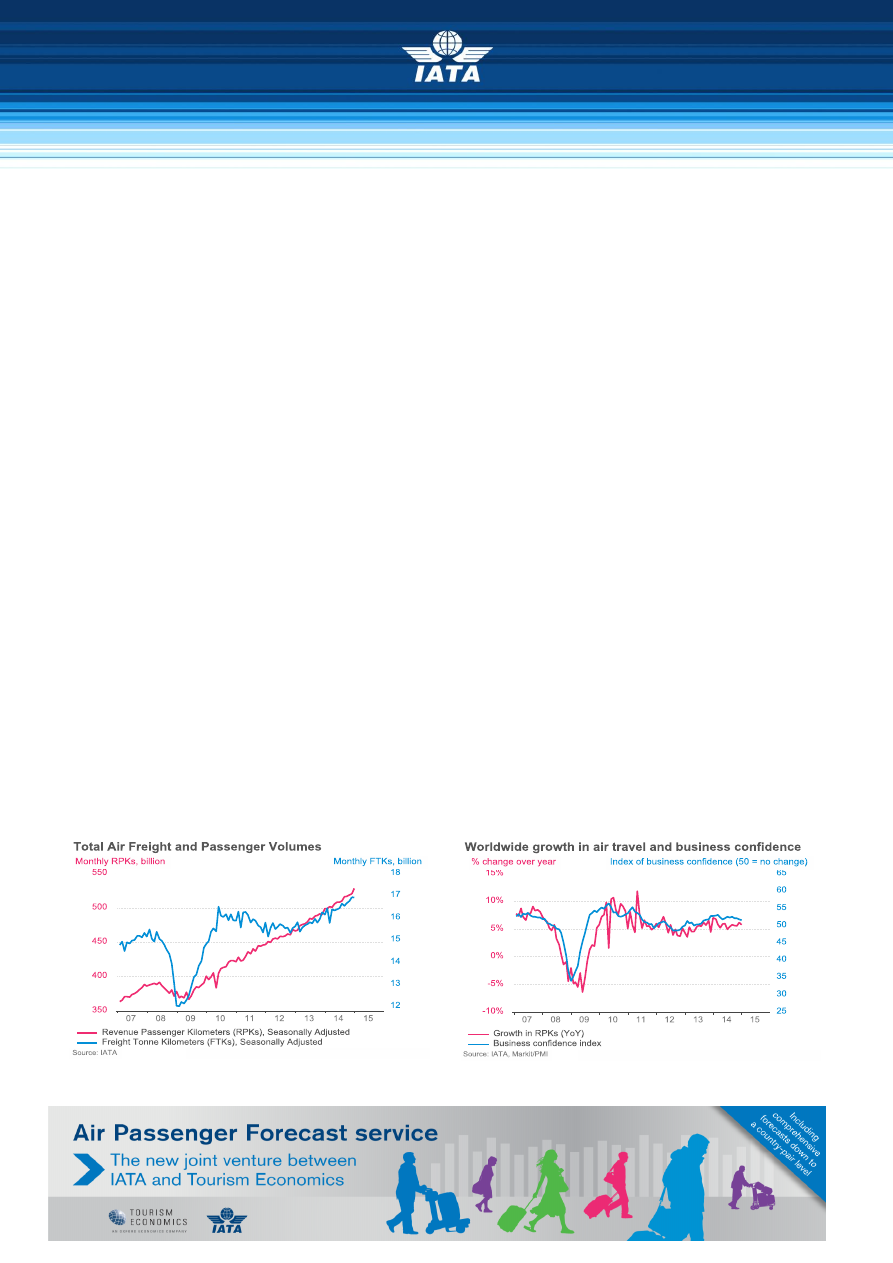 IATA
Total Air Freight and Passenger Volumes
Monthly RPKs, billion
Monthly FTKs, billion
550
500
450
400
350
18
17
16
15
14
13
12
07 08 09 10 11 12 13 14 15
Revenue Passenger Kilometers (RPKs), Seasonally Adjusted
Freight Tonne Kilometers (FTKs), Seasonally Adjusted
Source: IATA
Worldwide growth in air travel and business confidence
% change over year
Index of business confidence (50 = no change)
15%
10%
5%
0%
-5%
-10%
65
60
55
50
45
40
35
30
25
07 08 09 10 11 12 13 14 15
Growth in RPKs (YoY)
Business confidence index
Source: IATA, Markit/PMI
Air Passenger Forecast service
The new joint venture between
IATA and Tourism Economics
TOURISM
ECONOMICS
AN OXFORD ECONOMICS COMPANY
IATA
Including
comprehensive
forecasts down to
a country-pair level